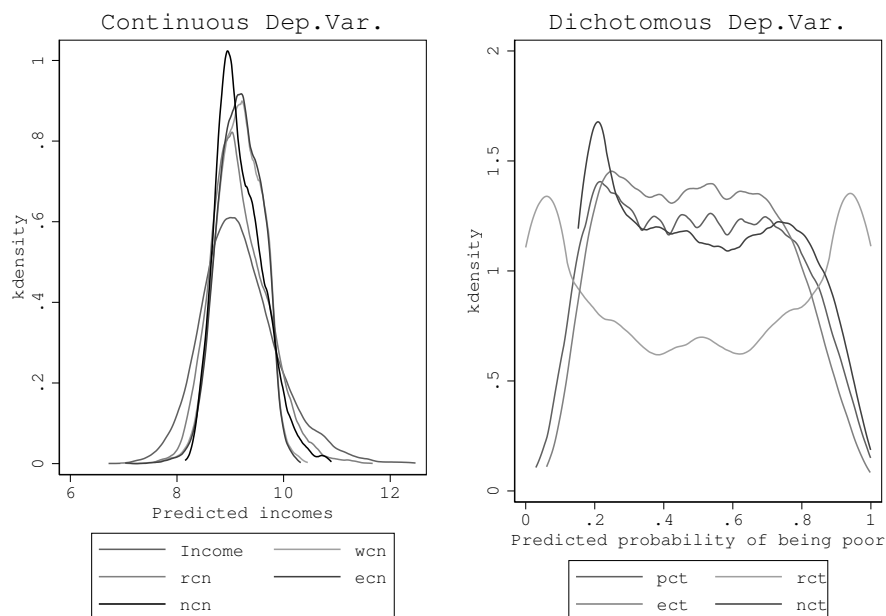 Continuous Dep.Var.
kdensity
1
.8
.6
.4
.2
0
6 8 10 12
Predicted incomes
Income wcn
rcn ecn
ncn
Dichotomous Dep.Var.
kdensity
2
1.5
1
.5
0
0 .2 .4 .6 .8 1
Predicted probability of being poor
pct rct
ect nct